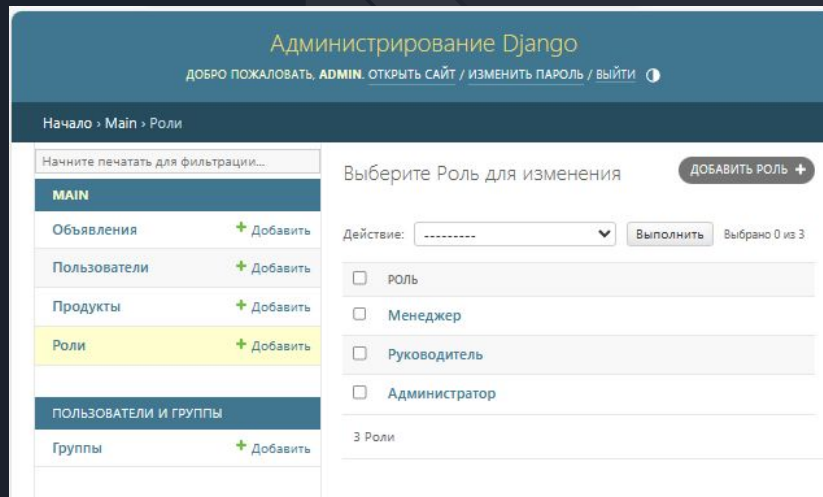 Администрирование Django
ДОБРО ПОЖАЛОВАТЬ, ADMIN. ОТКРЫТЬ САЙТ / ИЗМЕНИТЬ ПАРОЛЬ / ВЫЙТИ
Начало › Main › Роли
Начните печатать для фильтрации...
MAIN
Объявления + Добавить
Пользователи + Добавить
Продукты + Добавить
Роли + Добавить
ПОЛЬЗОВАТЕЛИ И ГРУППЫ
Группы + Добавить
Выберите Роль для изменения
ДОБАВИТЬ РОЛЬ +
Действие: --------- Выполнить Выбрано 0 из 3
РОЛЬ
Менеджер
Руководитель
Администратор
3 Роли